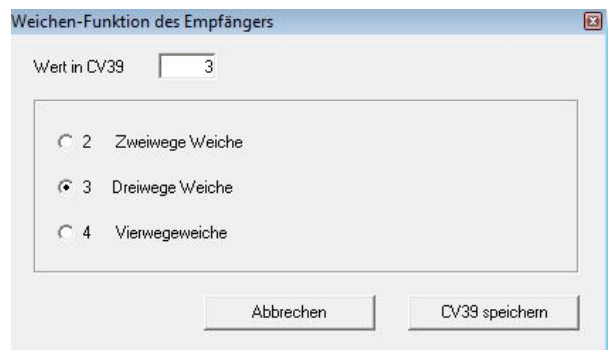 Weichen-Funktion des Empfängers
Wert in CV39 3
2 Zweiwege Weiche
3 Dreiwege Weiche
4 Vierwegeweiche
Abbrechen CV39 speichern